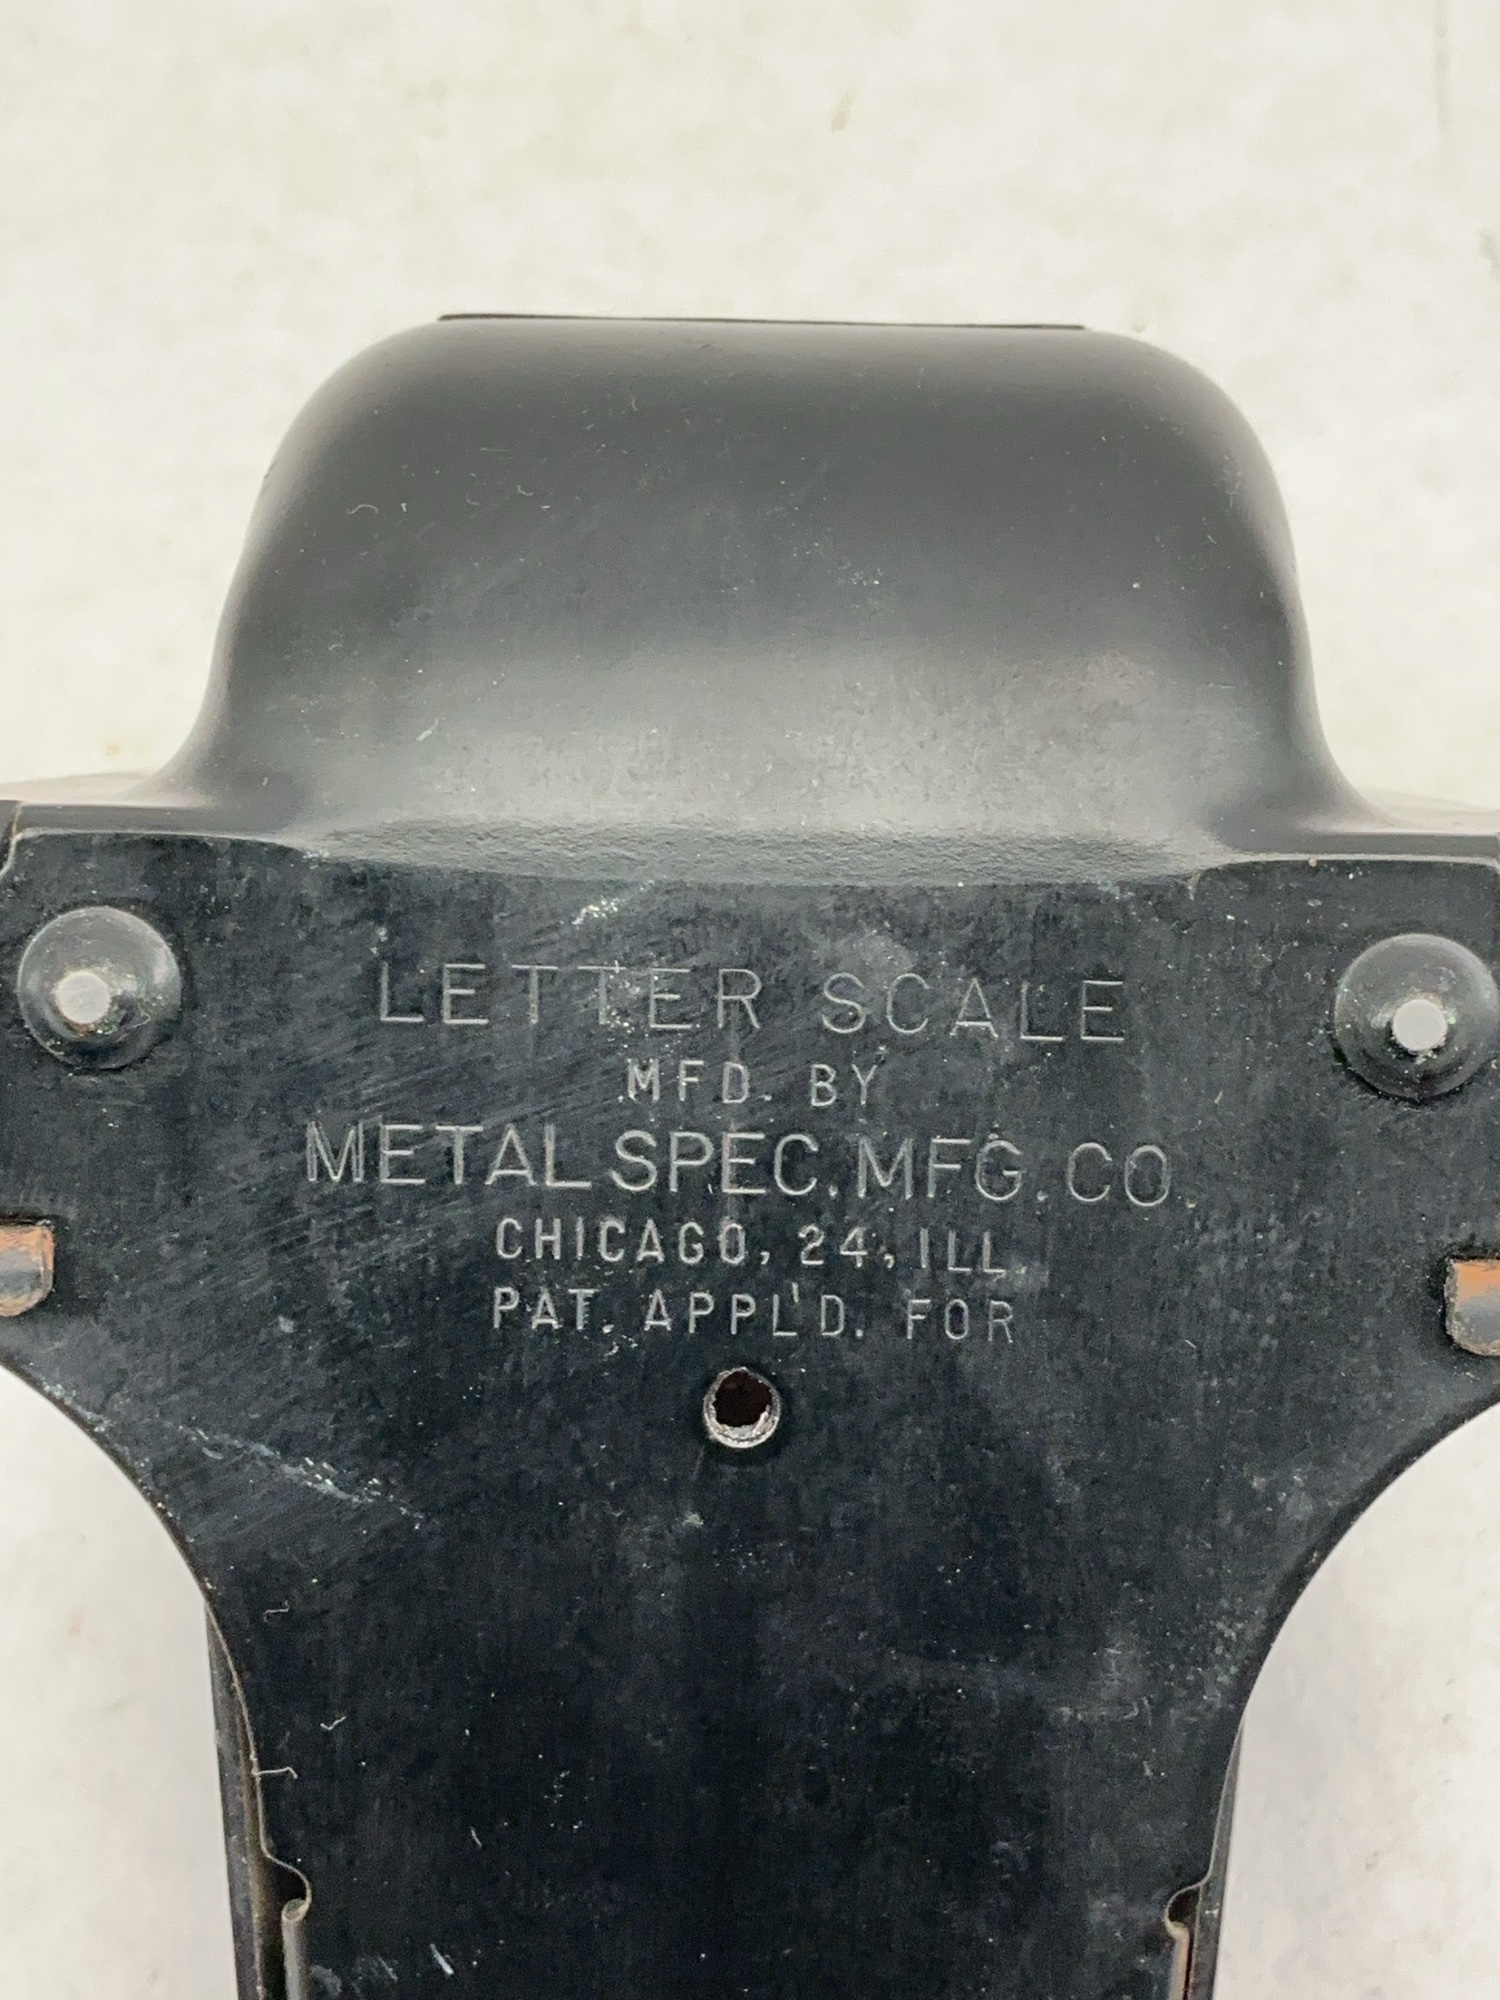 LETTER SCALE
MFD. BY
METAL SPEC. MFG. CO.
CHICAGO, 24, ILL.
PAT. APPL'D. FOR